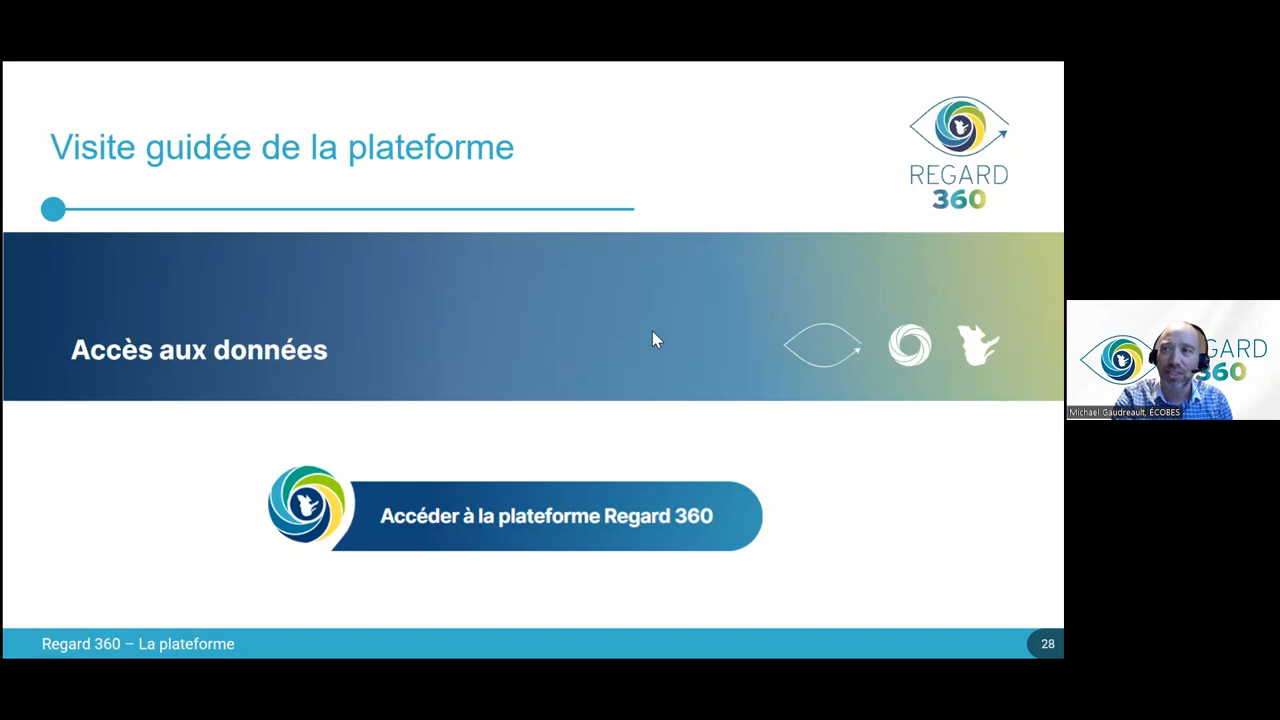 Visite guidée de la plateforme
REGARD
360
Accès aux données
Accéder à la plateforme Regard 360
GARD
360
Michael Gaudreault, ÉCOBES
Regard 360 – La plateforme
28